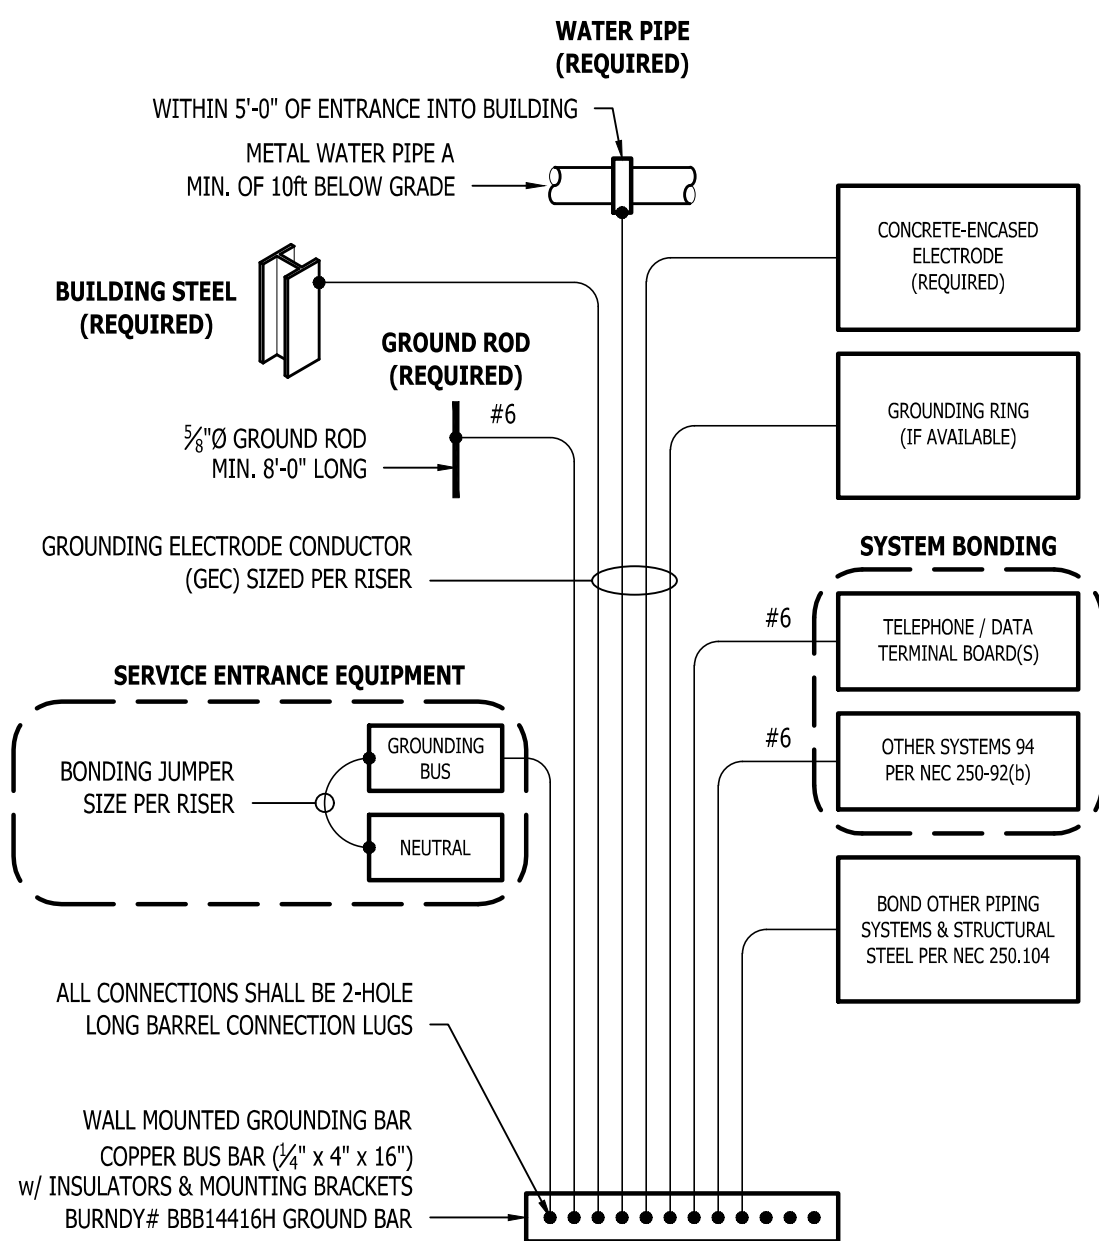 WATER PIPE
(REQUIRED)
WITHIN 5'-0" OF ENTRANCE INTO BUILDING
METAL WATER PIPE A
MIN. OF 10ft BELOW GRADE
CONCRETE-ENCASED
ELECTRODE
(REQUIRED)
BUILDING STEEL
(REQUIRED)
GROUND ROD
(REQUIRED)
#6
⅝"Ø GROUND ROD
MIN. 8'-0" LONG
GROUNDING RING
(IF AVAILABLE)
GROUNDING ELECTRODE CONDUCTOR
(GEC) SIZED PER RISER
SYSTEM BONDING
#6
TELEPHONE / DATA
TERMINAL BOARD(S)
#6
OTHER SYSTEMS 94
PER NEC 250-92(b)
SERVICE ENTRANCE EQUIPMENT
GROUNDING
BUS
BONDING JUMPER
SIZE PER RISER
NEUTRAL
BOND OTHER PIPING
SYSTEMS & STRUCTURAL
STEEL PER NEC 250.104
ALL CONNECTIONS SHALL BE 2-HOLE
LONG BARREL CONNECTION LUGS
WALL MOUNTED GROUNDING BAR
COPPER BUS BAR (¼" x 4" x 16")
w/ INSULATORS & MOUNTING BRACKETS
BURNDY# BBB14416H GROUND BAR